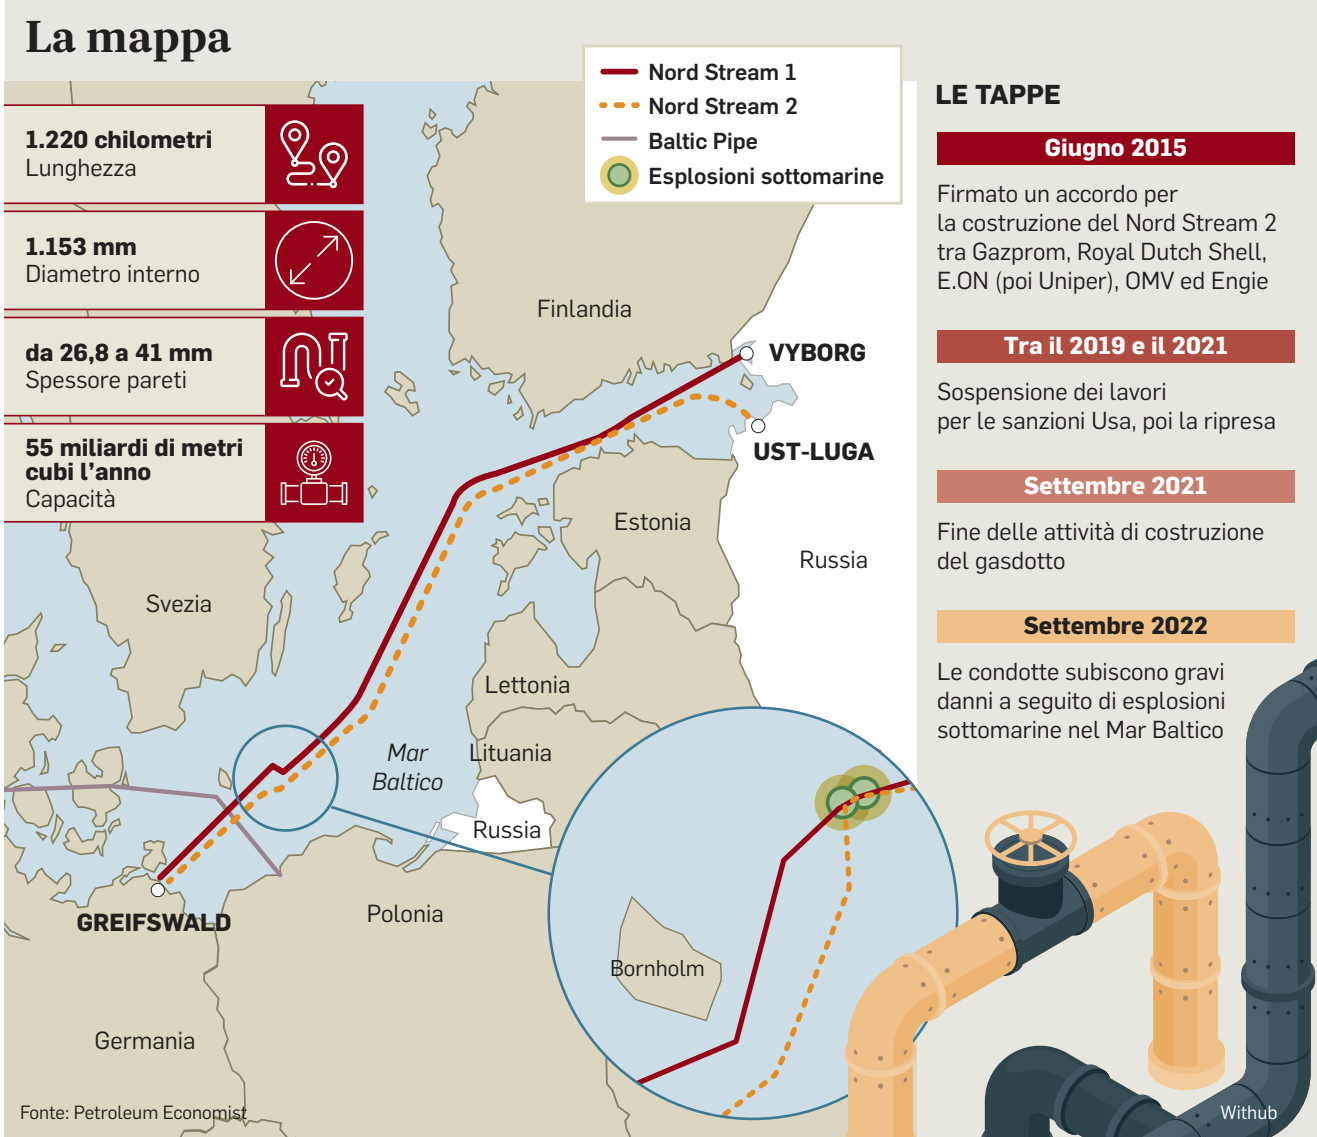 La mappa
1.220 chilometri
Lunghezza
1.153 mm
Diametro interno
da 26,8 a 41 mm
Spessore pareti
55 miliardi di metri
cubi l'anno
Capacità
Nord Stream 1
Nord Stream 2
Baltic Pipe
Esplosioni sottomarine
Finlandia
VYBORG
UST-LUGA
Estonia
Russia
Svezia
Lettonia
Mar
Baltico
Lituania
Russia
GREIFSWALD
Polonia
Bornholm
Germania
Fonte: Petroleum Economist
LE TAPPE
Giugno 2015
Firmato un accordo per
la costruzione del Nord Stream 2
tra Gazprom, Royal Dutch Shell,
E.ON (poi Uniper), OMV ed Engie
Tra il 2019 e il 2021
Sospensione dei lavori
per le sanzioni Usa, poi la ripresa
Settembre 2021
Fine delle attività di costruzione
del gasdotto
Settembre 2022
Le condotte subiscono gravi
danni a seguito di esplosioni
sottomarine nel Mar Baltico
Withub